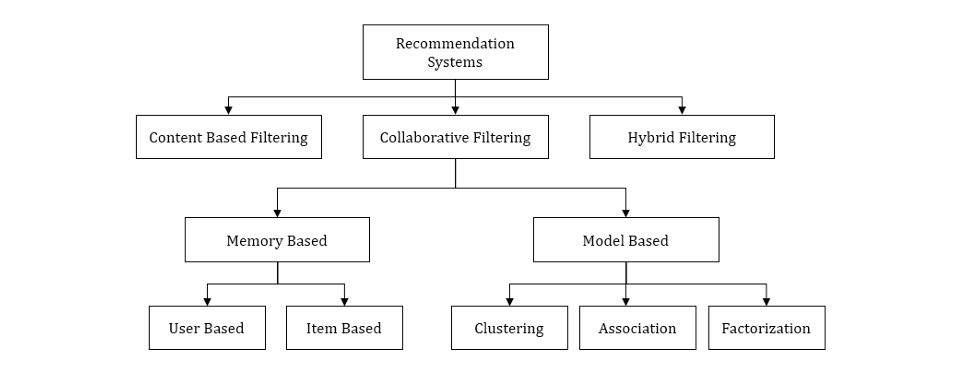 Recommendation
Systems
Content Based Filtering
Collaborative Filtering
Hybrid Filtering
Memory Based
Model Based
User Based
Item Based
Clustering
Association
Factorization